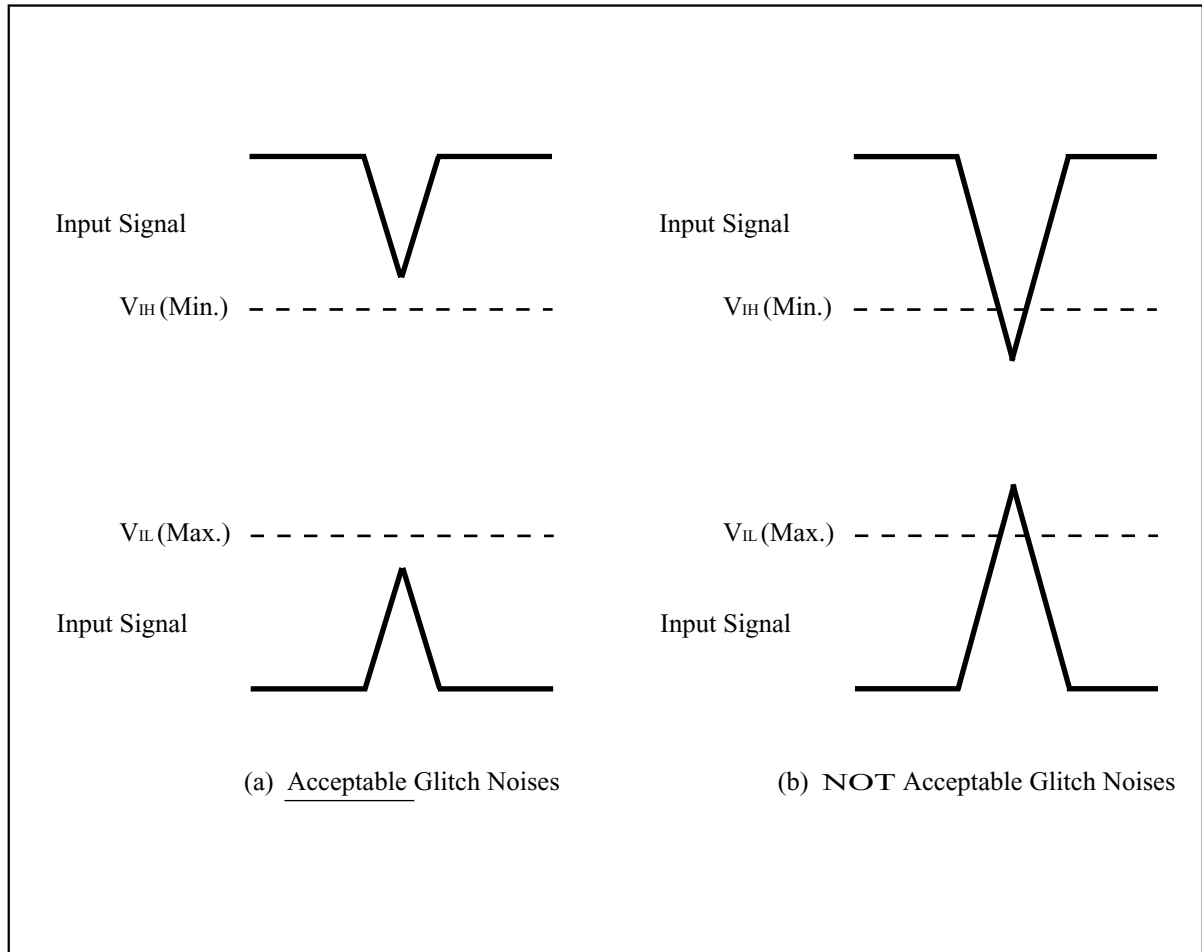 Input Signal
Input Signal
VIH (Min.)
VIH (Min.)
VIL (Max.)
VIL (Max.)
Input Signal
Input Signal
(a) Acceptable Glitch Noises
(b) NOT Acceptable Glitch Noises